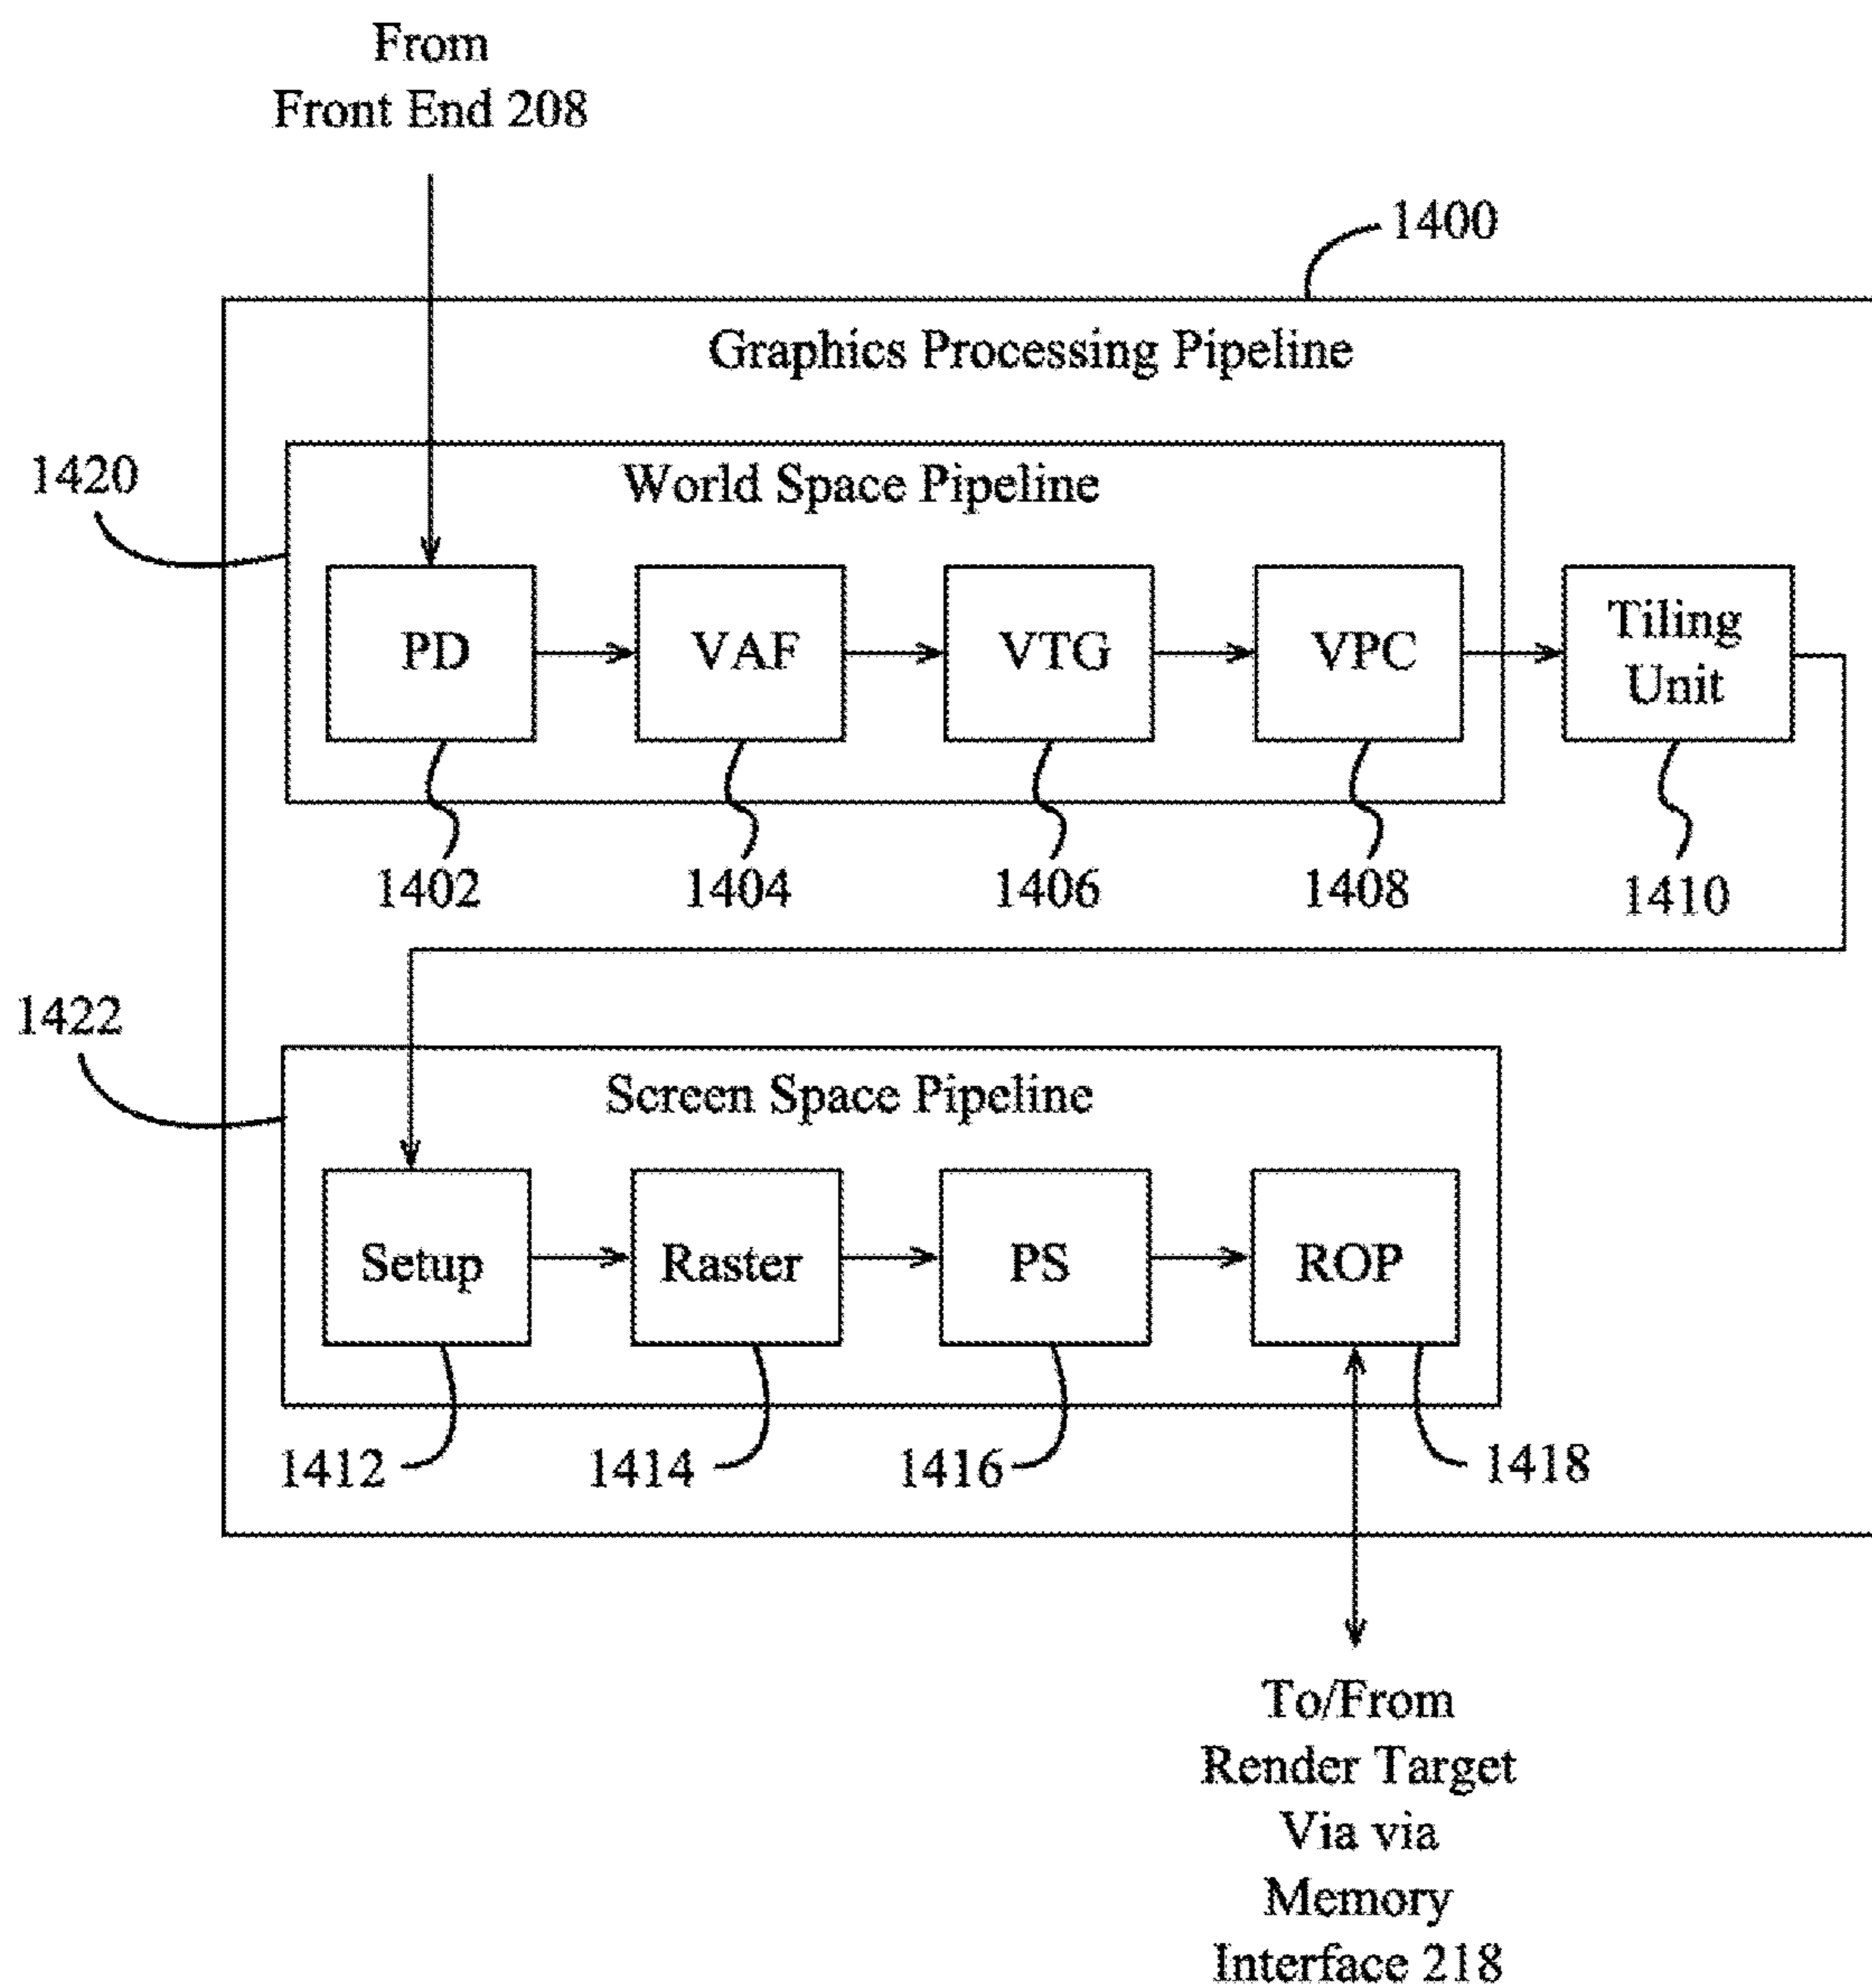 From
Front End 208
1400
Graphics Processing Pipeline
1420
World Space Pipeline
PD
VAF
VTG
VPC
Tiling
Unit
1402
1404
1406
1408
1410
1422
Screen Space Pipeline
Setup
Raster
PS
ROP
1412
1414
1416
1418
To/From
Render Target
Via via
Memory
Interface 218